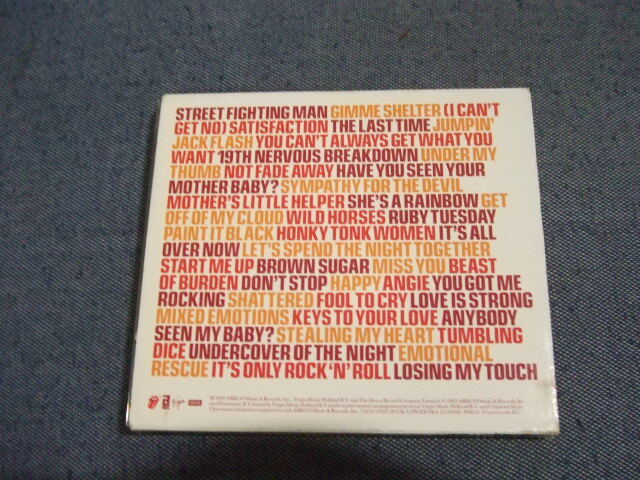 STREET FIGHTING MAN GIMME SHELTER (I CAN'T
GET NO) SATISFACTION THE LAST TIME JUMPIN'
JACK FLASH YOU CAN'T ALWAYS GET WHAT YOU
WANT 19TH NERVOUS BREAKDOWN UNDER MY
THUMB NOT FADE AWAY HAVE YOU SEEN YOUR
MOTHER BABY? SYMPATHY FOR THE DEVIL
MOTHER'S LITTLE HELPER SHE'S A RAINBOW GET
OFF OF MY CLOUD WILD HORSES RUBY TUESDAY
PAINT IT BLACK HONKY TONK WOMEN IT'S ALL
OVER NOW LET'S SPEND THE NIGHT TOGETHER
START ME UP BROWN SUGAR MISS YOU BEAST
OF BURDEN DON'T STOP HAPPY ANGIE YOU GOT ME
ROCKING SHATTERED FOOL TO CRY LOVE IS STRONG
MIXED EMOTIONS KEYS TO YOUR LOVE ANYBODY
SEEN MY BABY? STEALING MY HEART TUMBLING
DICE UNDERCOVER OF THE NIGHT EMOTIONAL
RESCUE IT'S ONLY ROCK 'N' ROLL LOSING MY TOUCH